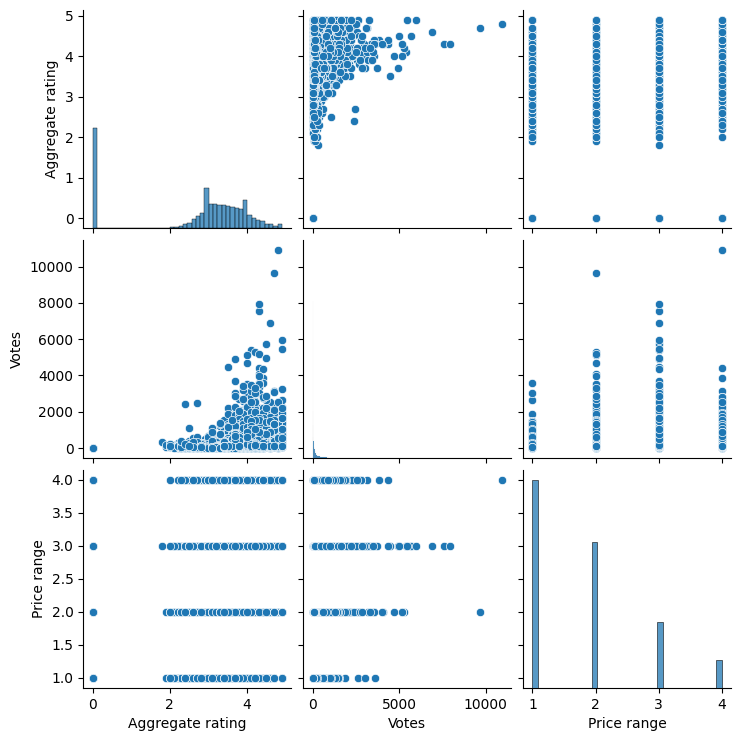 5
4
3
2
1
0
Aggregate rating
10000
8000
6000
4000
2000
0
Votes
4.0
3.5
3.0
2.5
2.0
1.5
1.0
Price range
0 2 4
Aggregate rating
0 5000 10000
Votes
1 2 3 4
Price range